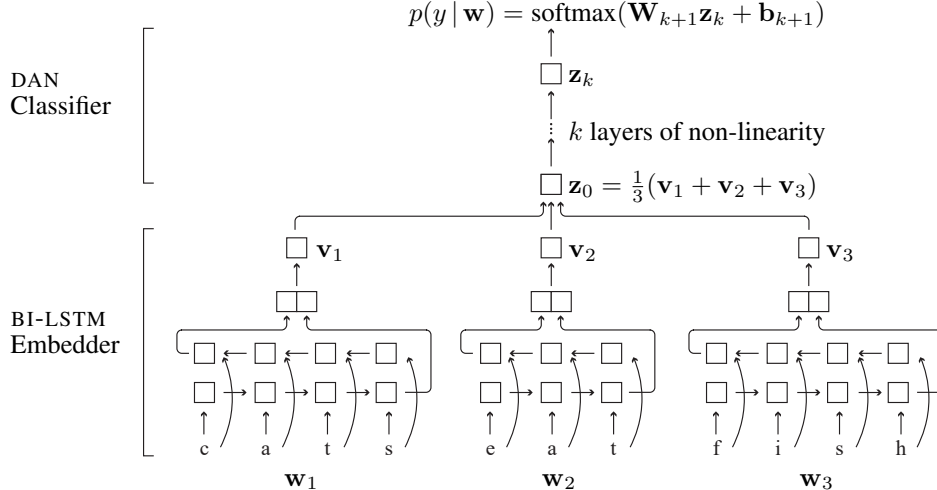 p(y | w) = softmax(W_{k+1}z_k + b_{k+1})
DAN
Classifier
z_k
k layers of non-linearity
z_0 = \frac{1}{3}(v_1 + v_2 + v_3)
v_1 v_2 v_3
BI-LSTM
Embedder
c a t s e a t f i s h
w_1 w_2 w_3